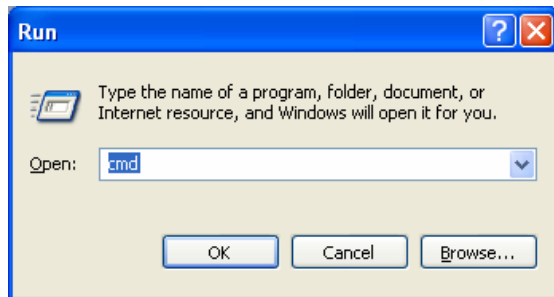 Run
Type the name of a program, folder, document, or
Internet resource, and Windows will open it for you.
Open:
cmd
OK Cancel Browse...